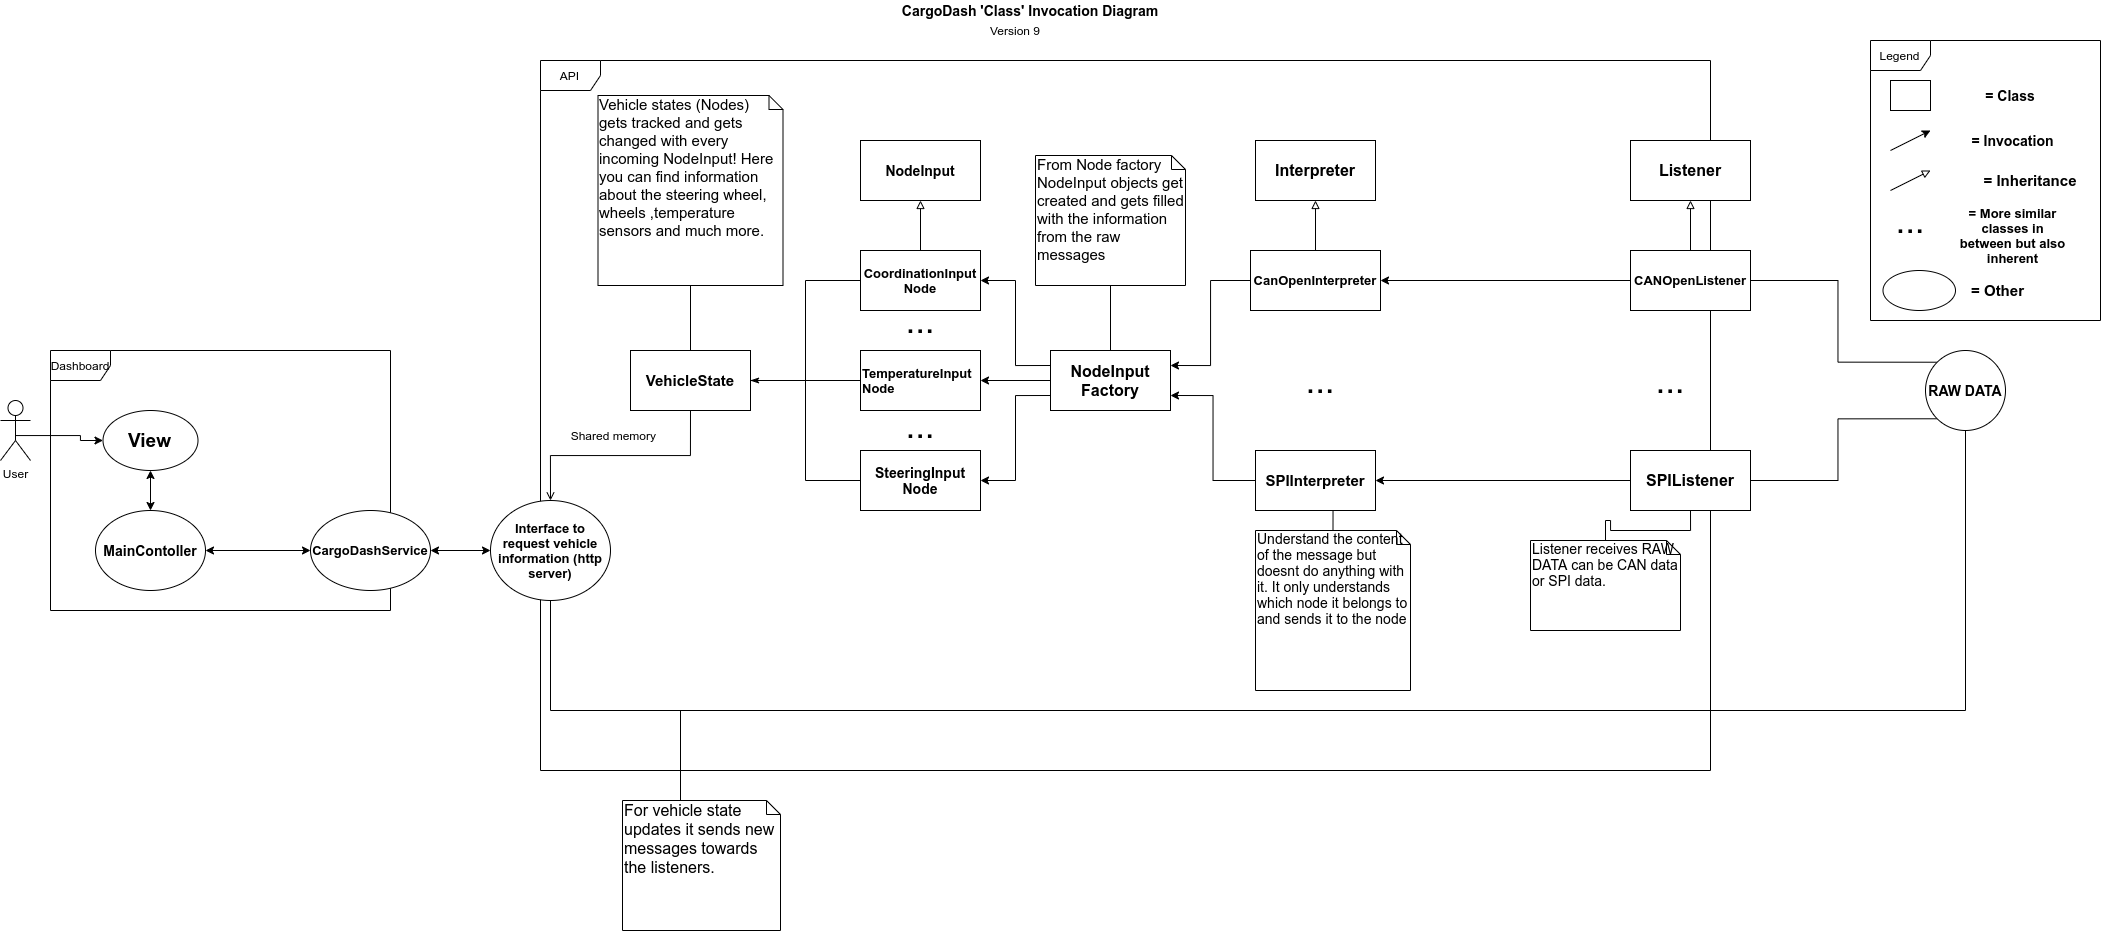 CargoDash 'Class' Invocation Diagram
Version 9
API
Vehicle states (Nodes)
gets tracked and gets
changed with every
incoming NodeInput! Here
you can find information
about the steering wheel,
wheels ,temperature
sensors and much more.
NodeInput
From Node factory
NodeInput objects get
created and gets filled
with the information
from the raw
messages
Interpreter
Listener
Legend
= Class
= Invocation
= Inheritance
...
= More similar
classes in
between but also
inherent
= Other
CoordinationInput
Node
CanOpenInterpreter
CANOpenListener
...
Dashboard
VehicleState
TemperatureInput
Node
NodeInput
Factory
...
...
RAW DATA
User
View
Shared memory
...
SteeringInput
Node
SPIInterpreter
SPIListener
MainContoller
CargoDashService
Interface to
request vehicle
information (http
server)
Understand the content
of the message but
doesnt do anything with
it. It only understands
which node it belongs to
and sends it to the node
Listener receives RAW
DATA can be CAN data
or SPI data.
For vehicle state
updates it sends new
messages towards
the listeners.